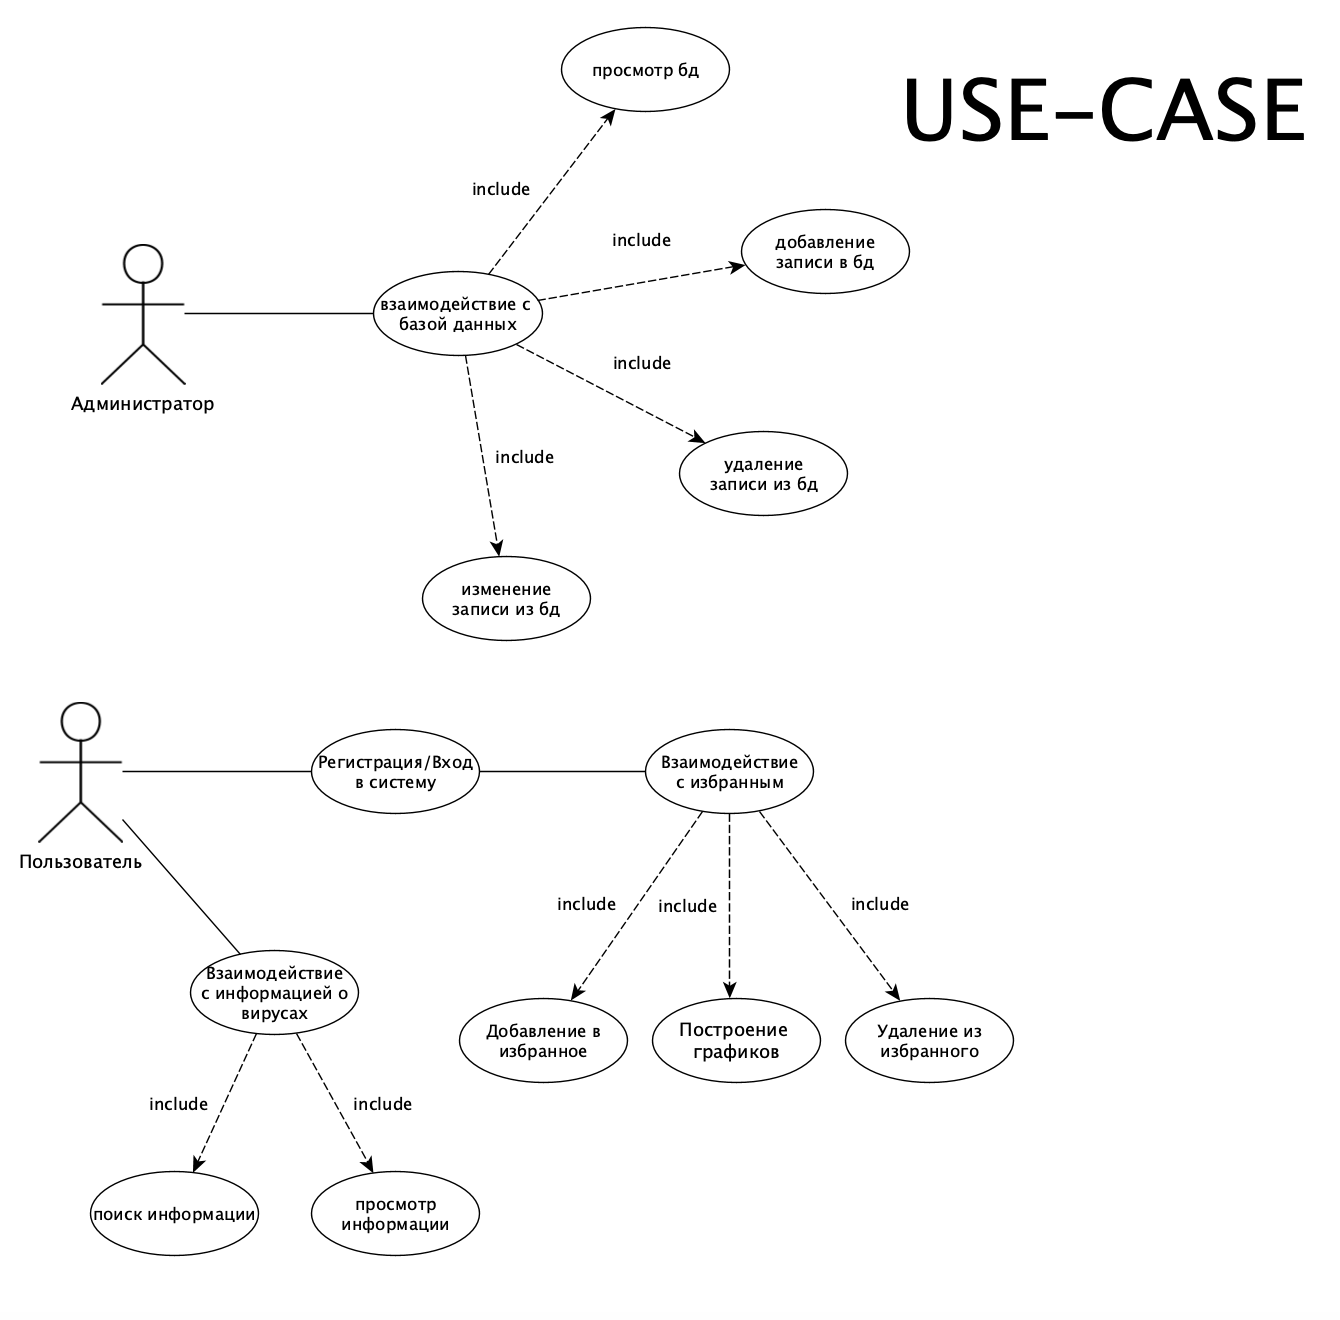 USE-CASE
просмотр бд
include
include
добавление
записи в бд
взаимодействие с
базой данных
include
Администратор
include
удаление
записи из бд
изменение
записи из бд
Регистрация/Вход
в систему
Взаимодействие
с избранным
Пользователь
include
include
include
Взаимодействие
с информацией о
вирусах
Добавление в
избранное
Построение
графиков
Удаление из
избранного
include
include
поиск информации
просмотр
информации